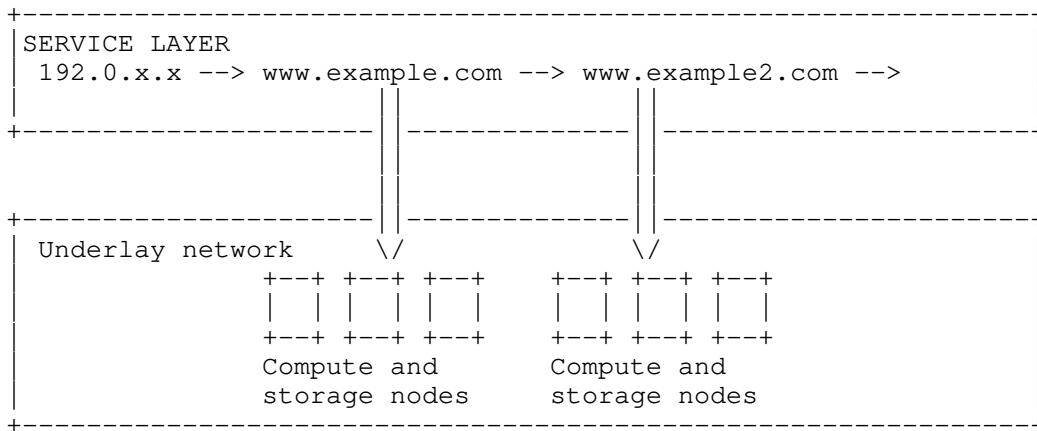 SERVICE LAYER
192.0.x.x --> www.example.com --> www.example2.com -->
Underlay network
Compute and Compute and
storage nodes storage nodes